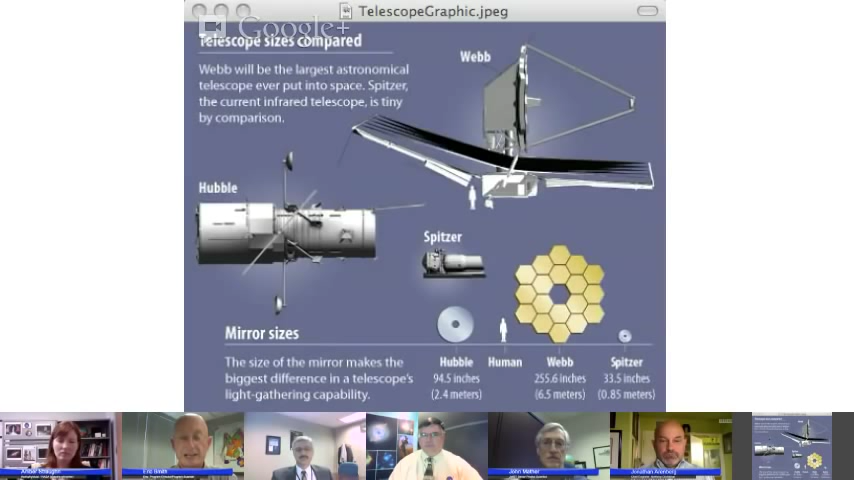 TelescopeGraphic.jpeg
Google+
Telescope sizes compared
Webb will be the largest astronomical
telescope ever put into space. Spitzer,
the current infrared telescope, is tiny
by comparison.
Webb
Hubble
Spitzer
Mirror sizes
The size of the mirror makes the
biggest difference in a telescope's
light-gathering capability.
Hubble
94.5 inches
(2.4 meters)
Human
Webb
255.6 inches
(6.5 meters)
Spitzer
33.5 inches
(0.85 meters)
Amber Straughn
Eric Smith
John Mather
Jonathan Arenberg